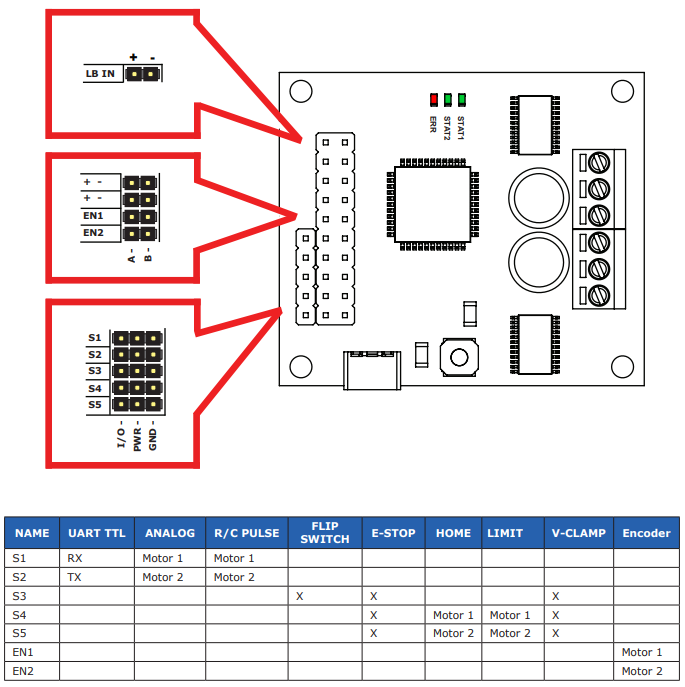 + -
LB IN
+ -
+ -
EN1
EN2
A -
B -
S1
S2
S3
S4
S5
I/O -
PWR -
GND -
ERR
STAT2
STAT1
NAME UART TTL ANALOG R/C PULSE FLIP SWITCH E-STOP HOME LIMIT V-CLAMP Encoder
S1 RX Motor 1 Motor 1
S2 TX Motor 2 Motor 2
S3 X X X
S4 X Motor 1 Motor 1 X
S5 X Motor 2 Motor 2 X
EN1 Motor 1
EN2 Motor 2